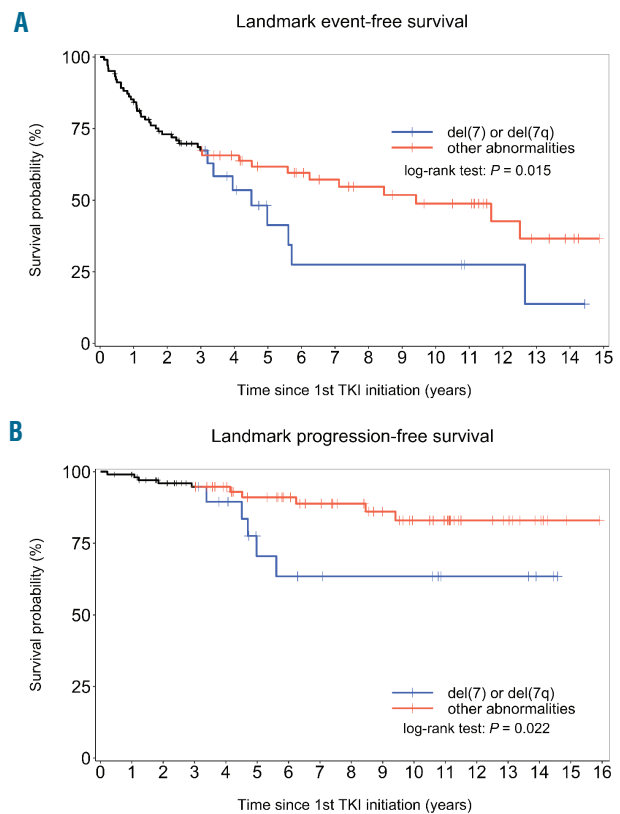 A
Landmark event-free survival
100
75
50
25
0
Survival probability (%)
del(7) or del(7q)
other abnormalities
log-rank test: P = 0.015
0 1 2 3 4 5 6 7 8 9 10 11 12 13 14 15
Time since 1st TKI initiation (years)
B
Landmark progression-free survival
100
75
50
25
0
Survival probability (%)
del(7) or del(7q)
other abnormalities
log-rank test: P = 0.022
0 1 2 3 4 5 6 7 8 9 10 11 12 13 14 15 16
Time since 1st TKI initiation (years)